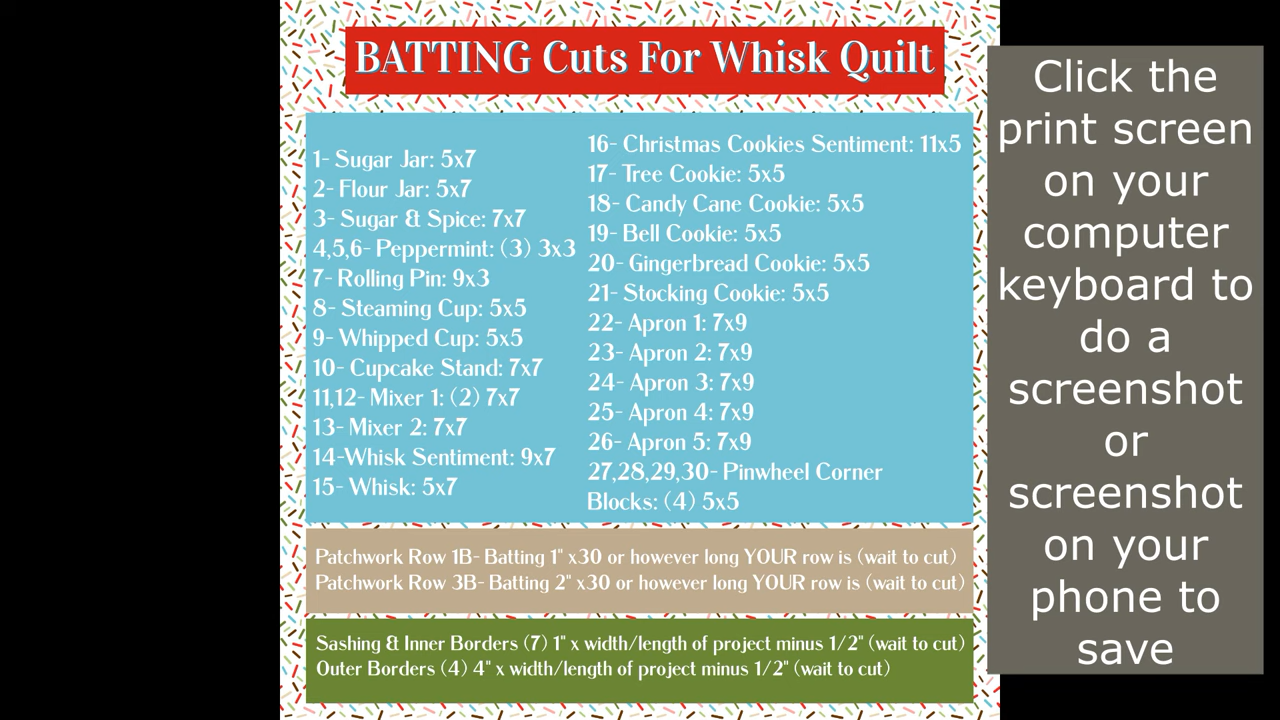 BATTING Cuts For Whisk Quilt
1- Sugar Jar: 5x7
2- Flour Jar: 5x7
3- Sugar & Spice: 7x7
4,5,6- Peppermint: (3) 3x3
7- Rolling Pin: 9x3
8- Steaming Cup: 5x5
9- Whipped Cup: 5x5
10- Cupcake Stand: 7x7
11,12- Mixer 1: (2) 7x7
13- Mixer 2: 7x7
14-Whisk Sentiment: 9x7
15- Whisk: 5x7
16- Christmas Cookies Sentiment: 11x5
17- Tree Cookie: 5x5
18- Candy Cane Cookie: 5x5
19- Bell Cookie: 5x5
20- Gingerbread Cookie: 5x5
21- Stocking Cookie: 5x5
22- Apron 1: 7x9
23- Apron 2: 7x9
24- Apron 3: 7x9
25- Apron 4: 7x9
26- Apron 5: 7x9
27,28,29,30- Pinwheel Corner
Blocks: (4) 5x5
Patchwork Row 1B- Batting 1" x30 or however long YOUR row is (wait to cut)
Patchwork Row 3B- Batting 2" x30 or however long YOUR row is (wait to cut)
Sashing & Inner Borders (7) 1" x width/length of project minus 1/2" (wait to cut)
Outer Borders (4) 4" x width/length of project minus 1/2" (wait to cut)
Click the
print screen
on your
computer
keyboard to
do a
screenshot
or
screenshot
on your
phone to
save